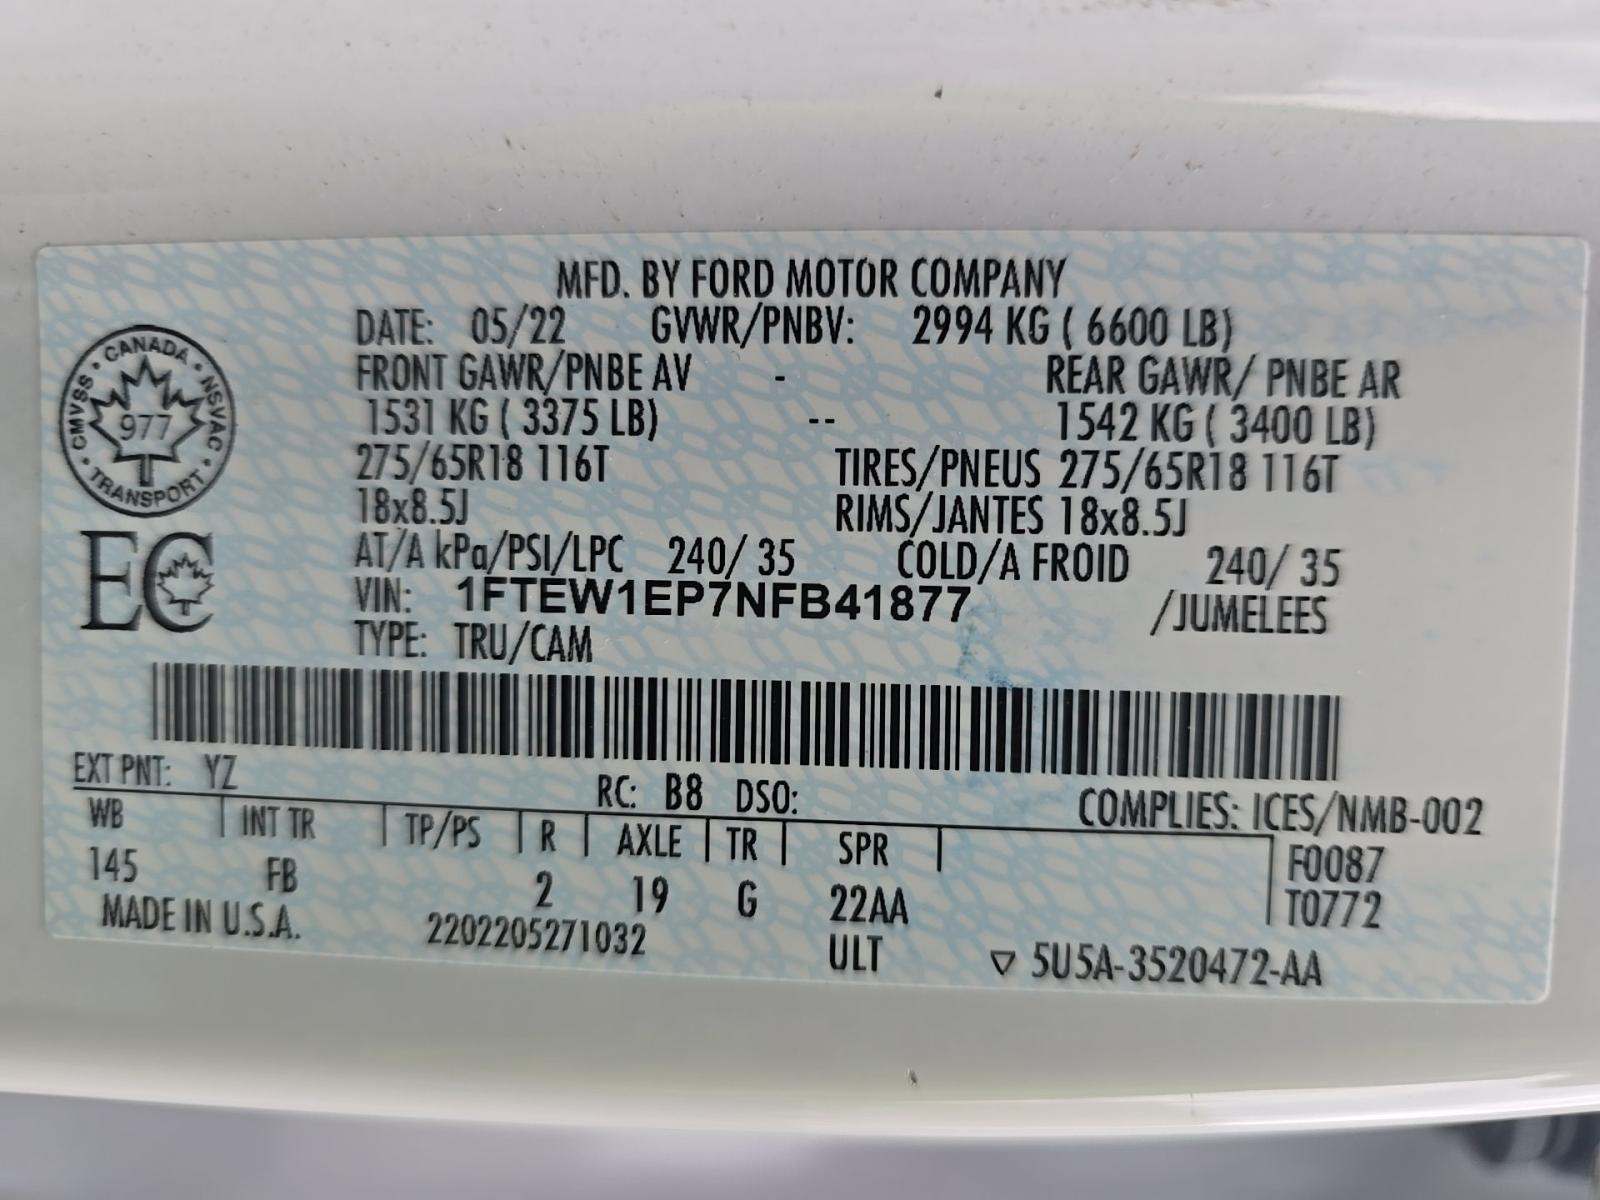 MFD. BY FORD MOTOR COMPANY
DATE: 05/22 GVWR/PNBV: 2994 KG ( 6600 LB)
FRONT GAWR/PNBE AV - REAR GAWR/ PNBE AR
1531 KG ( 3375 LB) -- 1542 KG ( 3400 LB)
275/65R18 116T TIRES/PNEUS 275/65R18 116T
18x8.5J RIMS/JANTES 18x8.5J
AT/A kPa/PSI/LPC 240/ 35 COLD/A FROID 240/ 35
VIN: 1FTEW1EP7NFB41877 /JUMELEES
TYPE: TRU/CAM
CANADA · NSVAC · TRANSPORT · CMVSS ·
977
EC
EXT PNT: YZ RC: B8 DSO: COMPLIES: ICES/NMB-002
WB INT TR TP/PS R AXLE TR SPR F0087
145 FB 2 19 G 22AA T0772
MADE IN U.S.A. 2202205271032 ULT ▽ 5U5A-3520472-AA